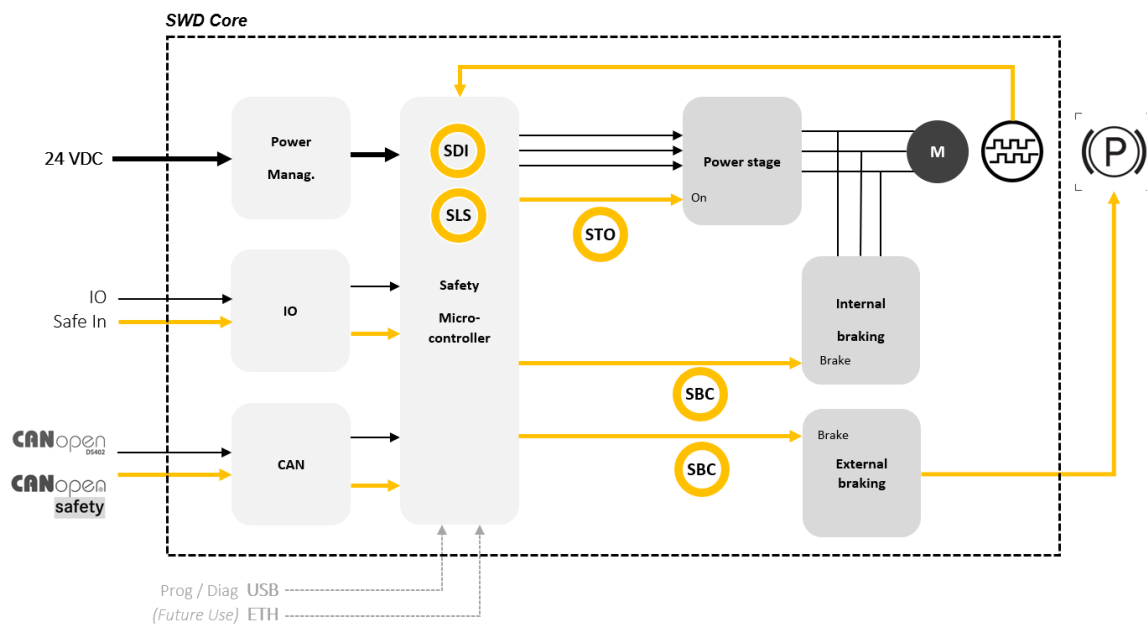 SWD Core
24 VDC
Power
Manag.
SDI
SLS
Safety
Micro-
controller
STO
Power stage
On
M
P
IO
Safe In
IO
Internal
braking
Brake
SBC
CANopen
DS402
CANopen
safety
CAN
SBC
Brake
External
braking
Prog / Diag USB
(Future Use) ETH